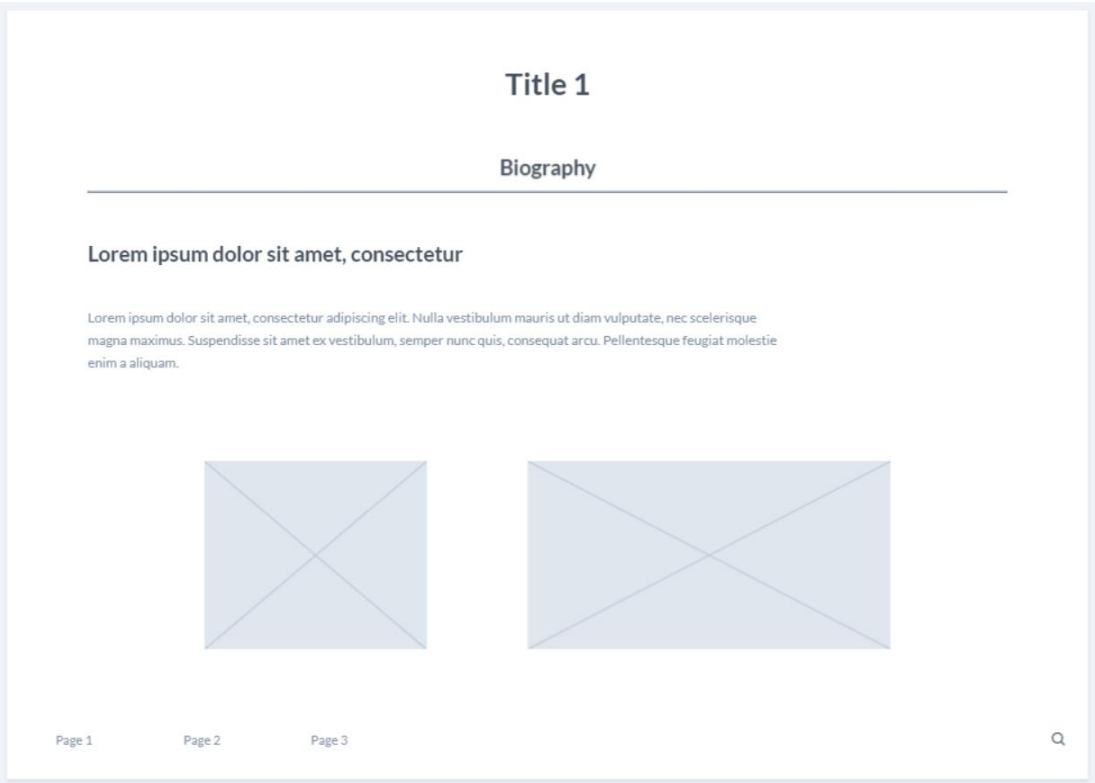 Title 1
Biography
Lorem ipsum dolor sit amet, consectetur
Lorem ipsum dolor sit amet, consectetur adipiscing elit. Nulla vestibulum mauris ut diam vulputate, nec scelerisque
magna maximus. Suspendisse sit amet ex vestibulum, semper nunc quis, consequat arcu. Pellentesque feugiat molestie
enim a aliquam.
Page 1 Page 2 Page 3